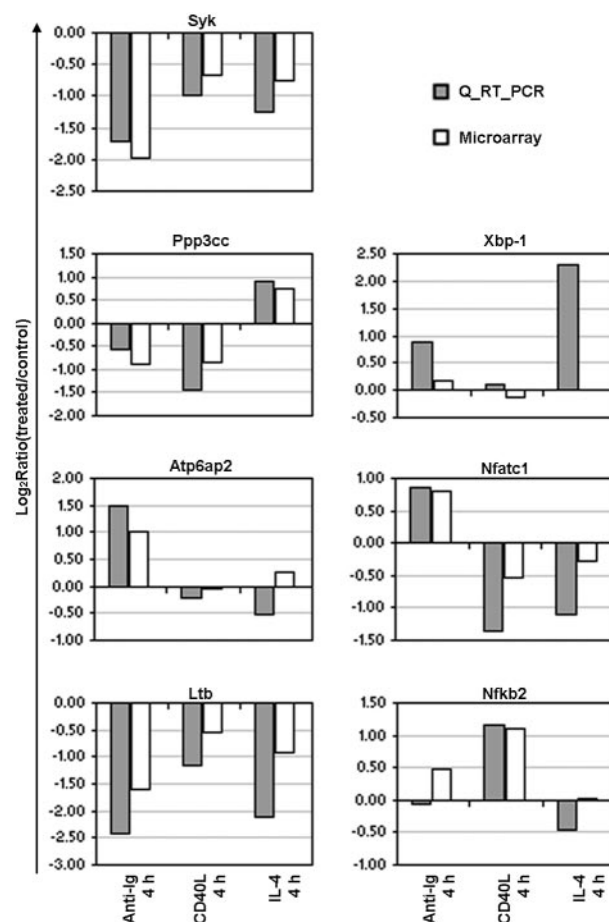 Syk
0.00
-0.50
-1.00
-1.50
-2.00
-2.50
Q_RT_PCR
Microarray
Ppp3cc
1.50
1.00
0.50
0.00
-0.50
-1.00
-1.50
-2.00
Xbp-1
2.50
2.00
1.50
1.00
0.50
0.00
-0.50
Log2Ratio(treated/control)
Atp6ap2
2.00
1.50
1.00
0.50
0.00
-0.50
-1.00
Nfatc1
1.00
0.50
0.00
-0.50
-1.00
-1.50
Ltb
0.00
-0.50
-1.00
-1.50
-2.00
-2.50
-3.00
Nfkb2
1.50
1.00
0.50
0.00
-0.50
-1.00
Anti-Ig
4 h
CD40L
4 h
IL-4
4 h
Anti-Ig
4 h
CD40L
4 h
IL-4
4 h